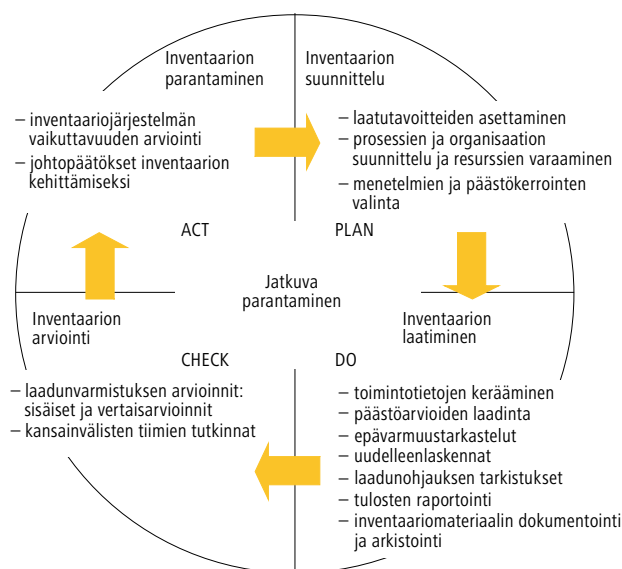 Inventaarion
parantaminen
– inventaariojärjestelmän
vaikuttavuuden arviointi
– johtopäätökset inventaarion
kehittämiseksi
ACT
Inventaarion
suunnittelu
– laatutavoitteiden asettaminen
– prosessien ja organisaation
suunnittelu ja resurssien varaaminen
– menetelmien ja päästökerrointen
valinta
PLAN
Jatkuva
parantaminen
Inventaarion
arviointi
CHECK
– laadunvarmistuksen arvioinnit:
sisäiset ja vertaisarvioinnit
– kansainvälisten tiimien tutkinnat
Inventaarion
laatiminen
DO
– toimintotietojen kerääminen
– päästöarvioiden laadinta
– epävarmuustarkastelut
– uudelleenlaskennat
– laadunohjauksen tarkistukset
– tulosten raportointi
– inventaariomateriaalin dokumentointi
ja arkistointi